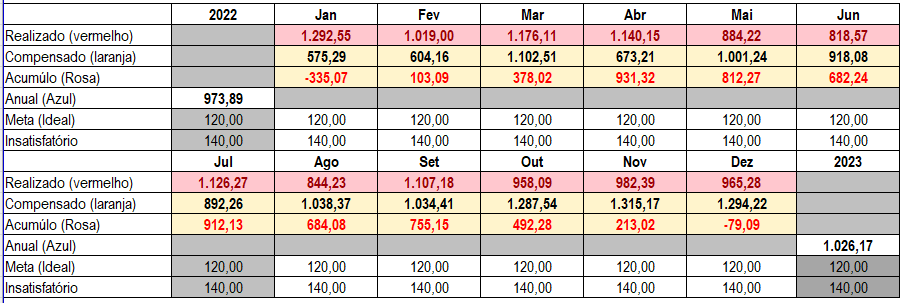 2022 Jan Fev Mar Abr Mai Jun
Realizado (vermelho) 1.292,55 1.019,00 1.176,11 1.140,15 884,22 818,57
Compensado (laranja) 575,29 604,16 1.102,51 673,21 1.001,24 918,08
Acumúlo (Rosa) -335,07 103,09 378,02 931,32 812,27 682,24
Anual (Azul) 973,89
Meta (Ideal) 120,00 120,00 120,00 120,00 120,00 120,00 120,00
Insatisfatório 140,00 140,00 140,00 140,00 140,00 140,00 140,00
Jul Ago Set Out Nov Dez 2023
Realizado (vermelho) 1.126,27 844,23 1.107,18 958,09 982,39 965,28
Compensado (laranja) 892,26 1.038,37 1.034,41 1.287,54 1.315,17 1.294,22
Acumúlo (Rosa) 912,13 684,08 755,15 492,28 213,02 -79,09
Anual (Azul) 1.026,17
Meta (Ideal) 120,00 120,00 120,00 120,00 120,00 120,00 120,00
Insatisfatório 140,00 140,00 140,00 140,00 140,00 140,00 140,00